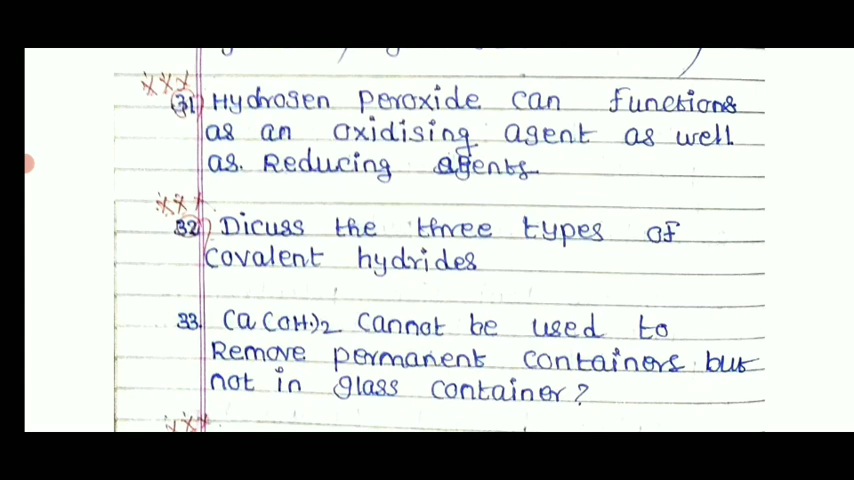 31) Hydrogen peroxide can functions
as an oxidising agent as well
as. Reducing agents.
32) Dicuss the three types of
covalent hydrides
33. Ca(OH)2 cannot be used to
Remove permanent containers but
not in glass container?